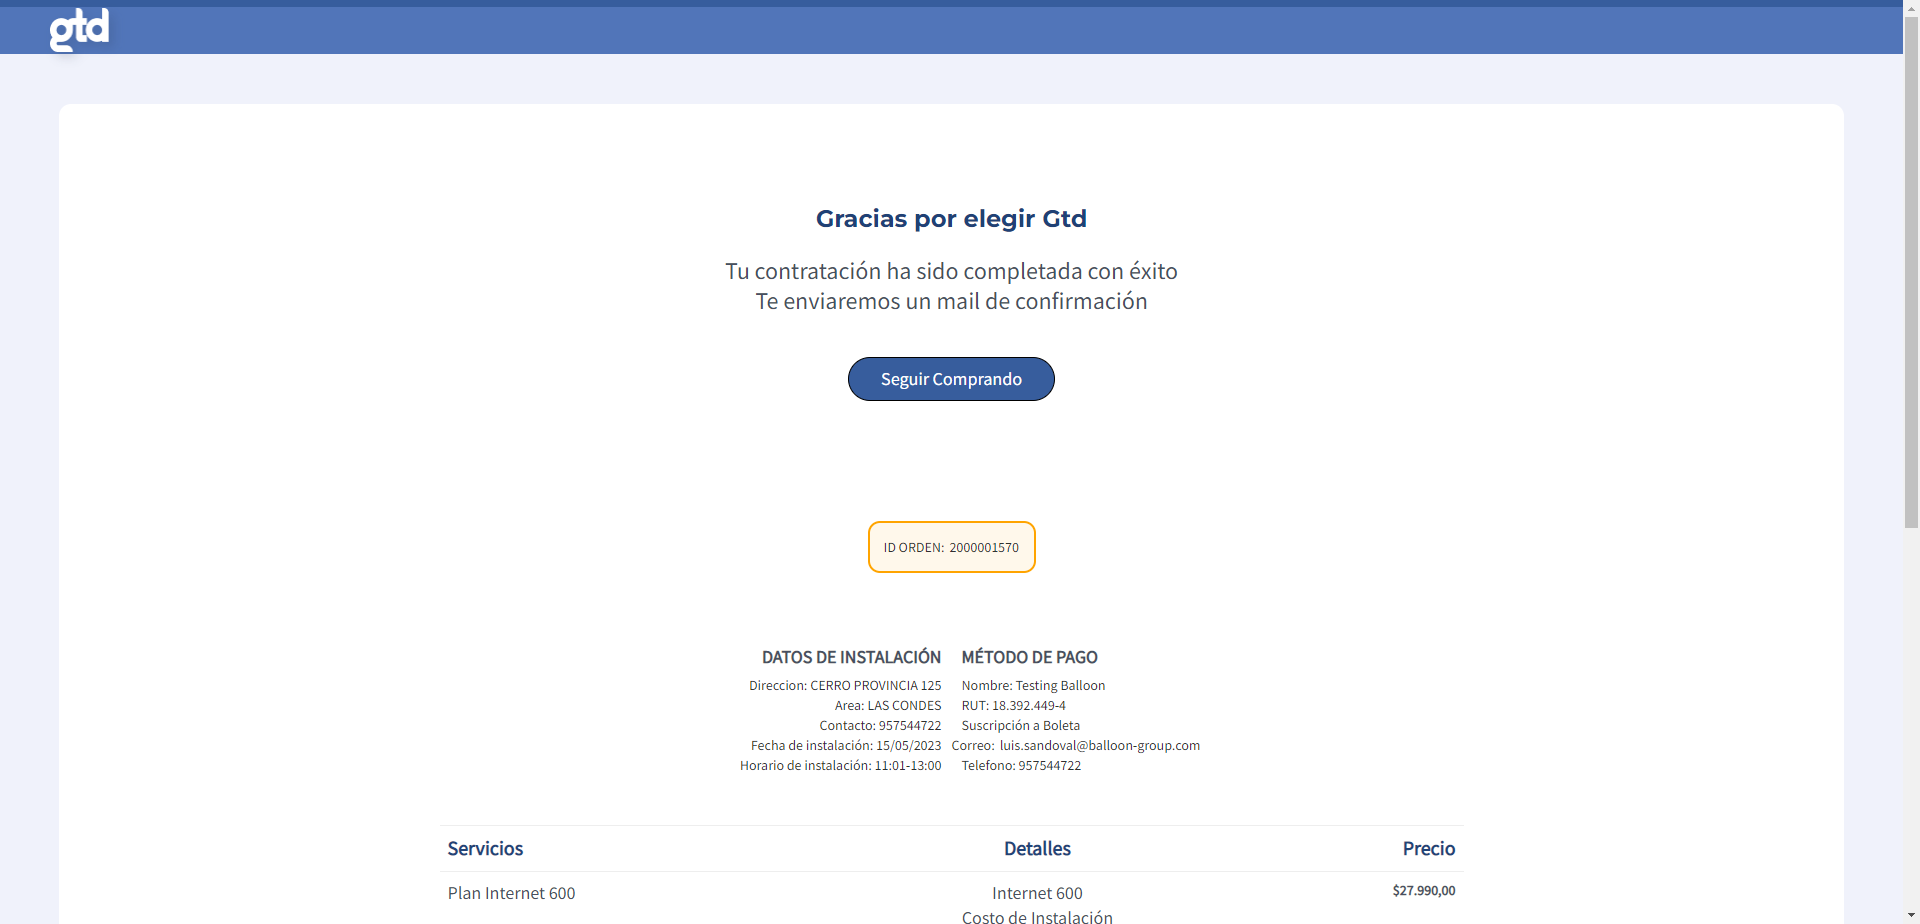 gtd
Gracias por elegir Gtd
Tu contratación ha sido completada con éxito
Te enviaremos un mail de confirmación
Seguir Comprando
ID ORDEN: 2000001570
DATOS DE INSTALACIÓN
Direccion: CERRO PROVINCIA 125
Area: LAS CONDES
Contacto: 957544722
Fecha de instalación: 15/05/2023
Horario de instalación: 11:01-13:00
MÉTODO DE PAGO
Nombre: Testing Balloon
RUT: 18.392.449-4
Suscripción a Boleta
Correo: luis.sandoval@balloon-group.com
Telefono: 957544722
Servicios Detalles Precio
Plan Internet 600 Internet 600 $27.990,00
Costo de Instalación